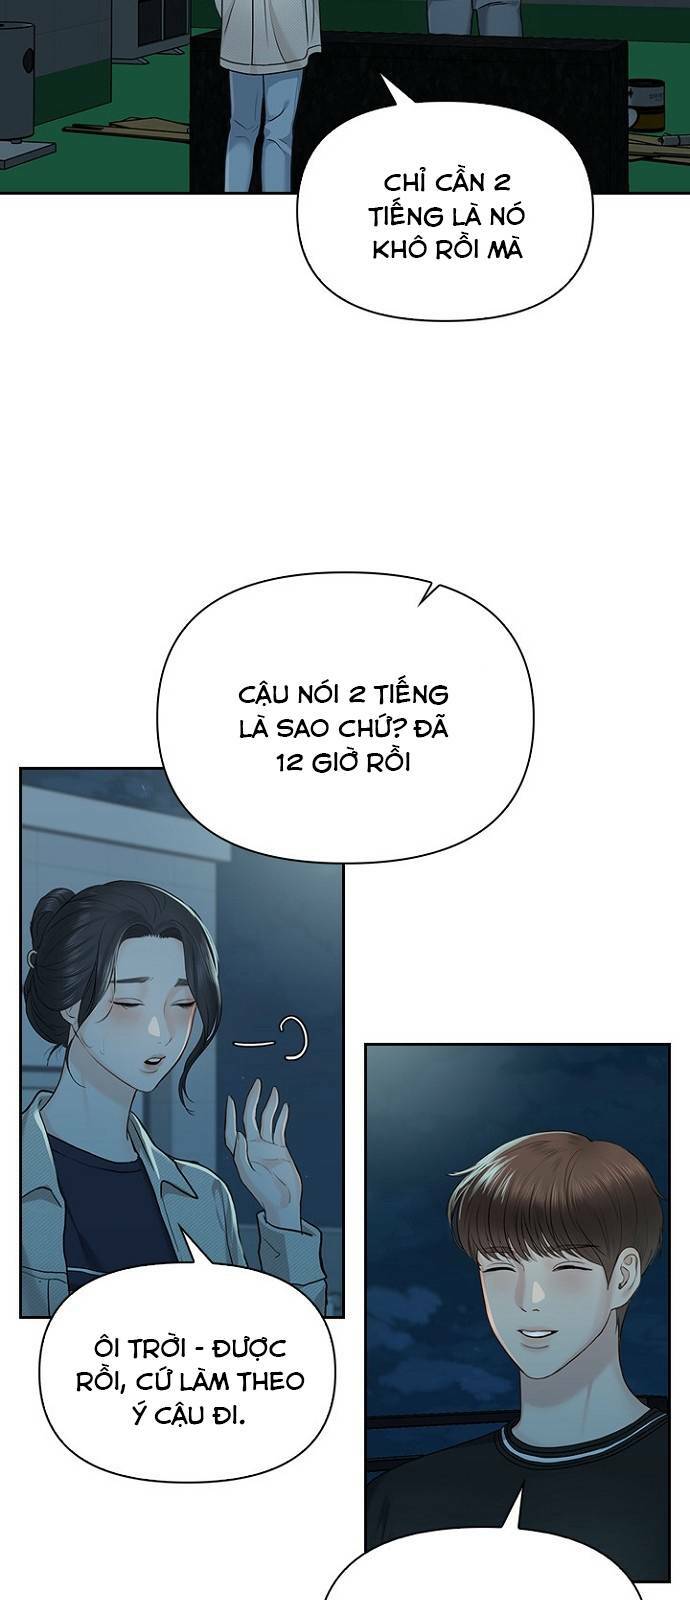 CHỈ CẦN 2
TIẾNG LÀ NÓ
KHÔ RỒI MÀ
CẬU NÓI 2 TIẾNG
LÀ SAO CHỨ? ĐÃ
12 GIỜ RỒI
ÔI TRỜI - ĐƯỢC
RỒI, CỨ LÀM THEO
Ý CẬU ĐI.